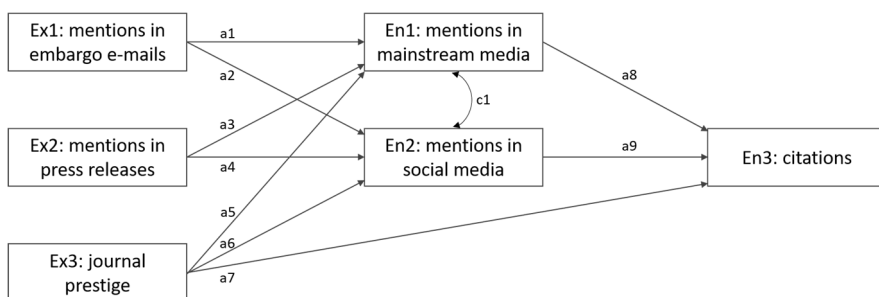 Ex1: mentions in
embargo e-mails
a1
a2
En1: mentions in
mainstream media
a8
c1
Ex2: mentions in
press releases
a3
a4
En2: mentions in
social media
a9
En3: citations
a5
a6
a7
Ex3: journal
prestige